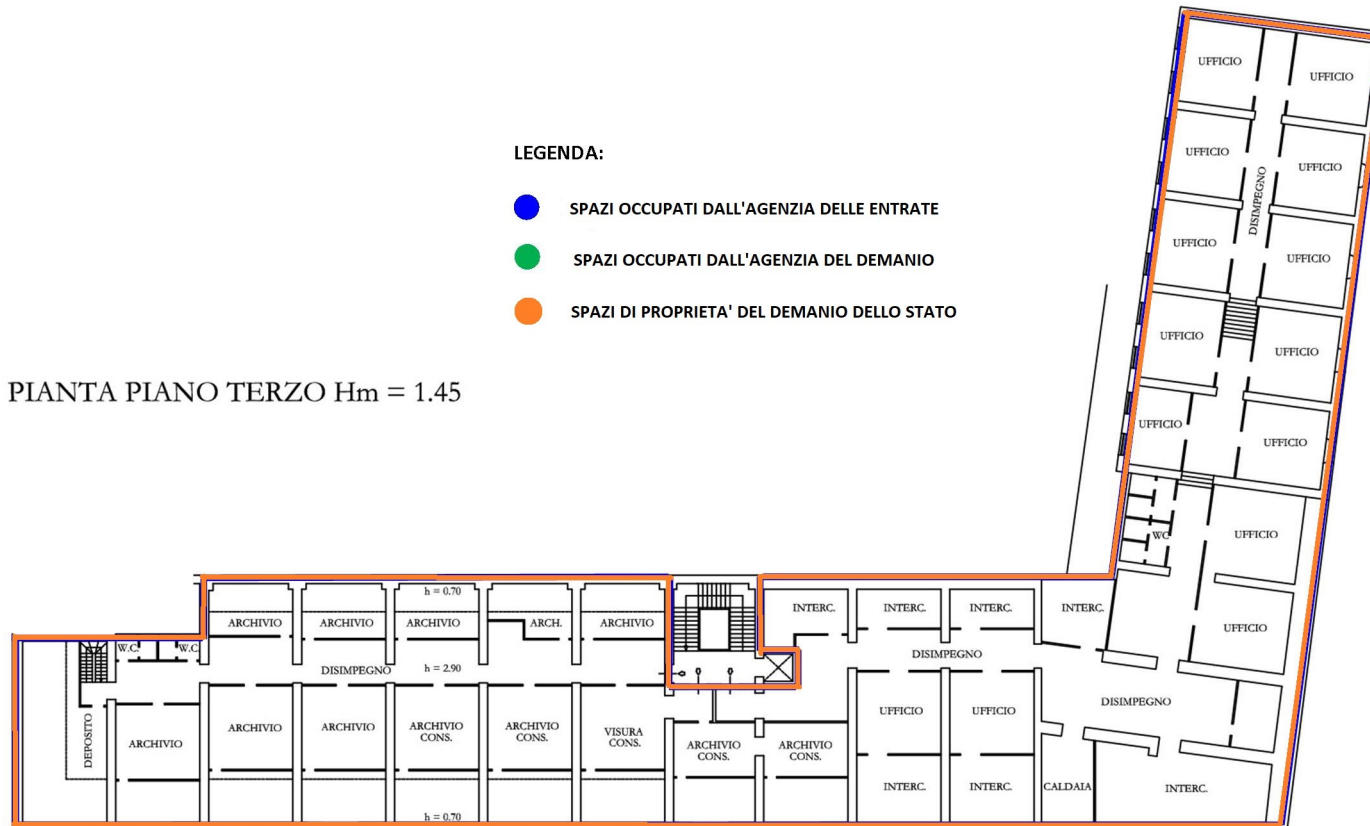 LEGENDA:
SPAZI OCCUPATI DALL'AGENZIA DELLE ENTRATE
SPAZI OCCUPATI DALL'AGENZIA DEL DEMANIO
SPAZI DI PROPRIETA' DEL DEMANIO DELLO STATO
PIANTA PIANO TERZO Hm = 1.45
UFFICIO
UFFICIO
UFFICIO
UFFICIO
DISIMPEGNO
UFFICIO
UFFICIO
UFFICIO
UFFICIO
UFFICIO
UFFICIO
WC
UFFICIO
UFFICIO
h = 0.70
ARCHIVIO
ARCHIVIO
ARCHIVIO
ARCH.
ARCHIVIO
INTERC.
INTERC.
INTERC.
INTERC.
W.C.
W.C.
DISIMPEGNO
h = 2.90
DISIMPEGNO
DEPOSITO
ARCHIVIO
ARCHIVIO
ARCHIVIO
ARCHIVIO
CONS.
ARCHIVIO
CONS.
VISURA
CONS.
ARCHIVIO
CONS.
ARCHIVIO
CONS.
UFFICIO
UFFICIO
DISIMPEGNO
INTERC.
INTERC.
CALDAIA
INTERC.
h = 0.70